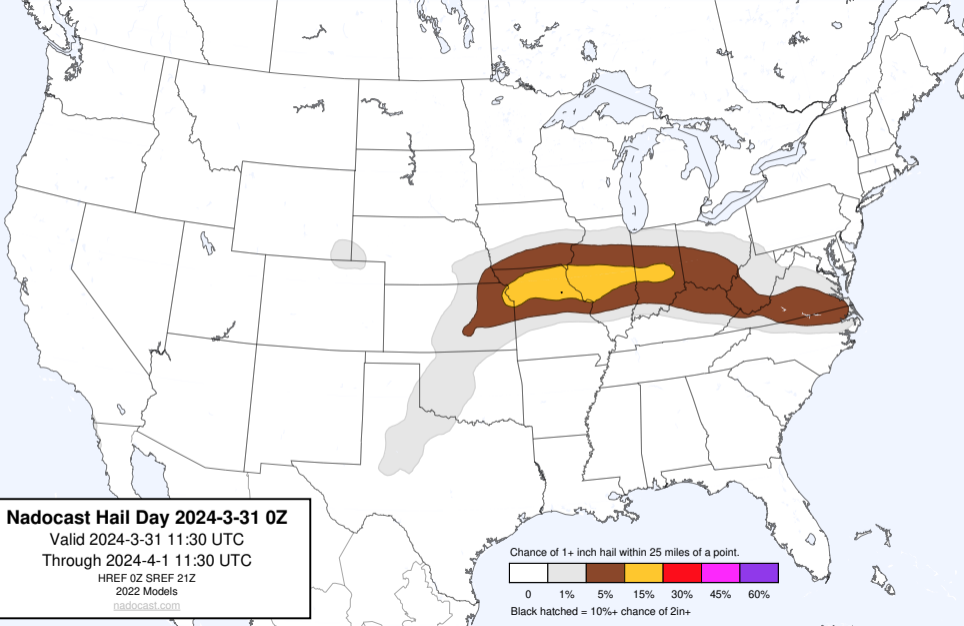 Nadocast Hail Day 2024-3-31 0Z
Valid 2024-3-31 11:30 UTC
Through 2024-4-1 11:30 UTC
HREF 0Z SREF 21Z
2022 Models
nadocast.com
Chance of 1+ inch hail within 25 miles of a point.
0 1% 5% 15% 30% 45% 60%
Black hatched = 10%+ chance of 2in+